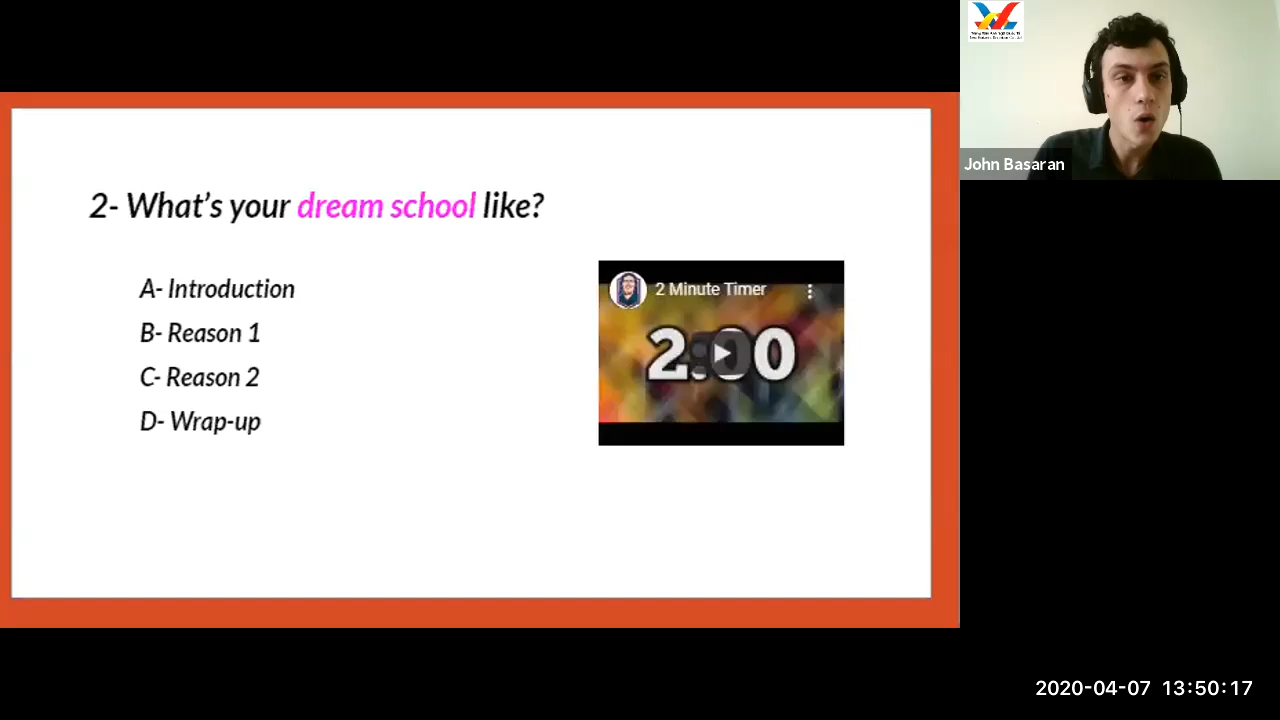 2- What's your dream school like?
A- Introduction
B- Reason 1
C- Reason 2
D- Wrap-up
2 Minute Timer
2:00
John Basaran
2020-04-07 13:50:17